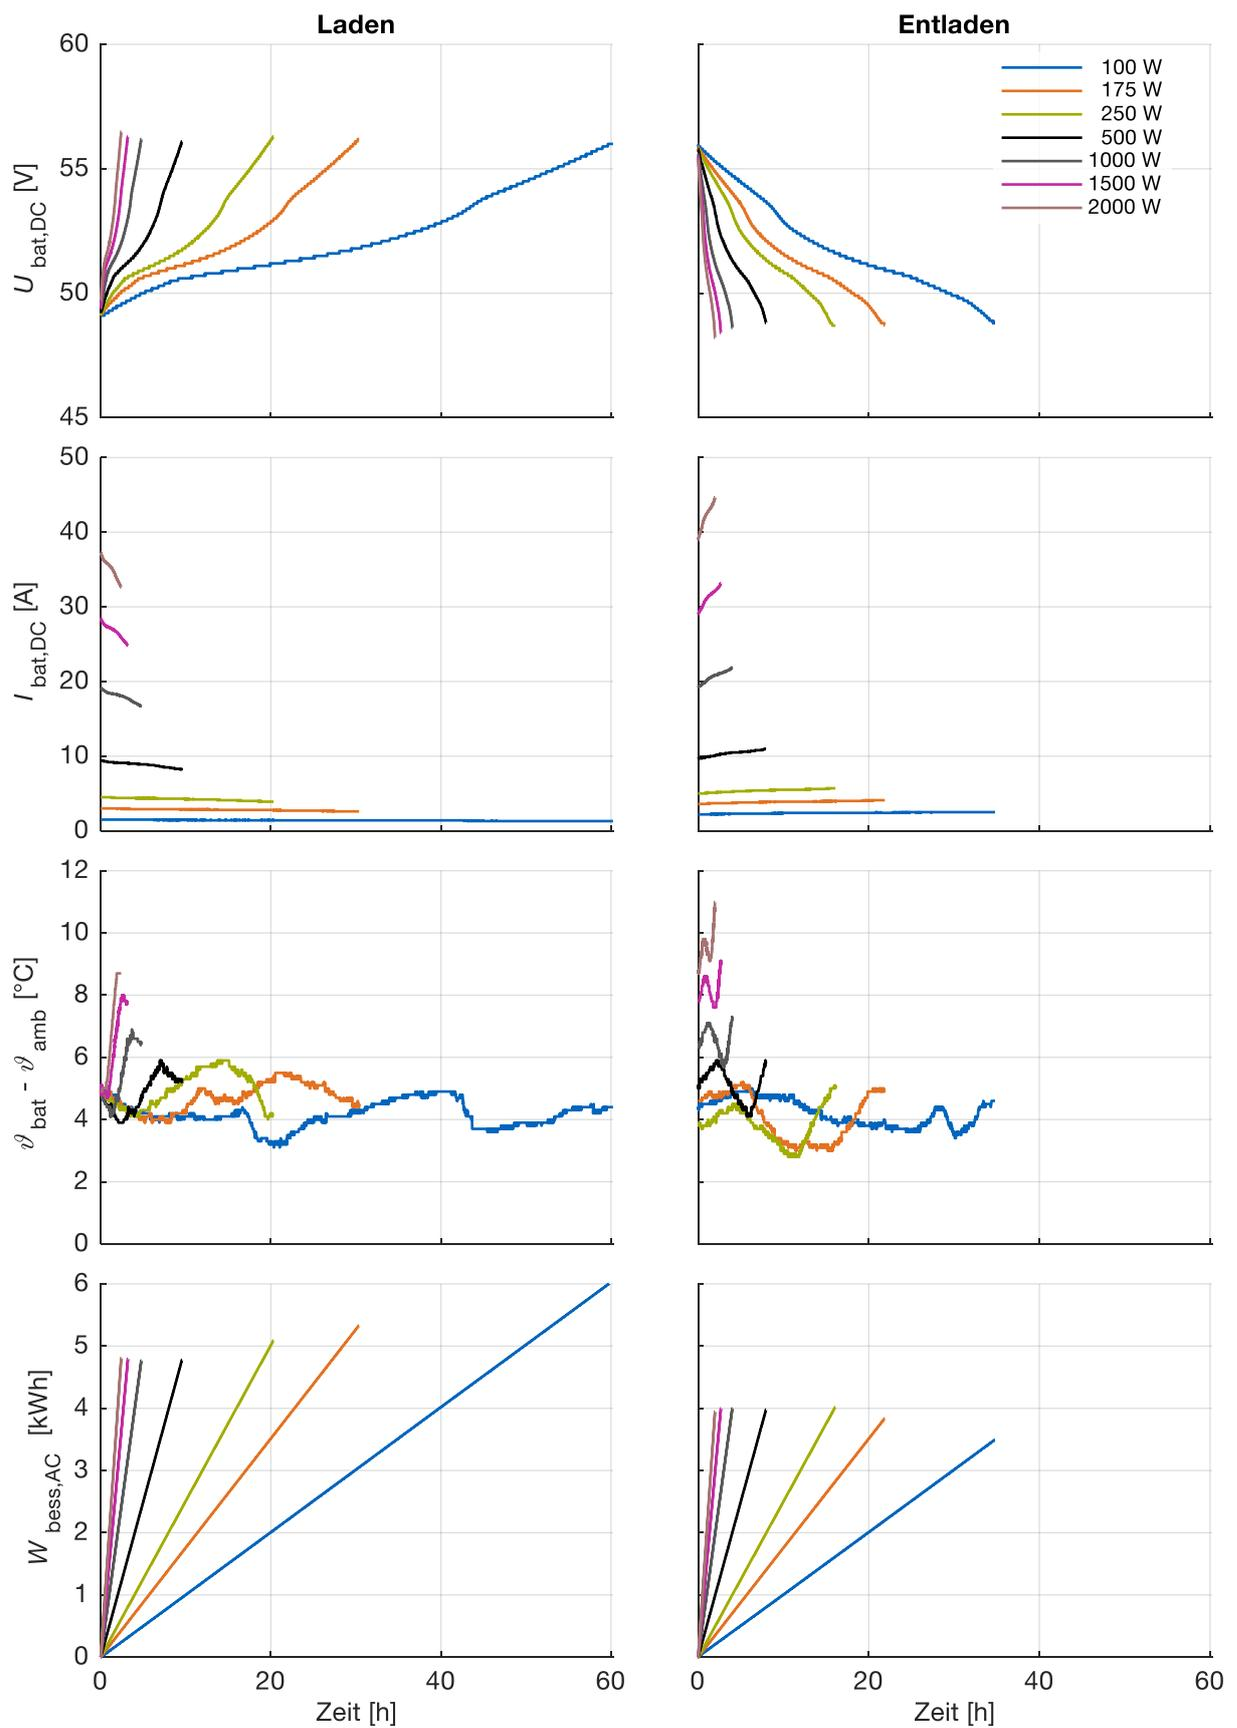 Laden
Entladen
60
55
50
45
U bat,DC [V]
100 W
175 W
250 W
500 W
1000 W
1500 W
2000 W
50
40
30
20
10
0
I bat,DC [A]
12
10
8
6
4
2
0
ϑ bat - ϑ amb [°C]
6
5
4
3
2
1
0
W bess,AC [kWh]
0 20 40 60
0 20 40 60
Zeit [h]
Zeit [h]